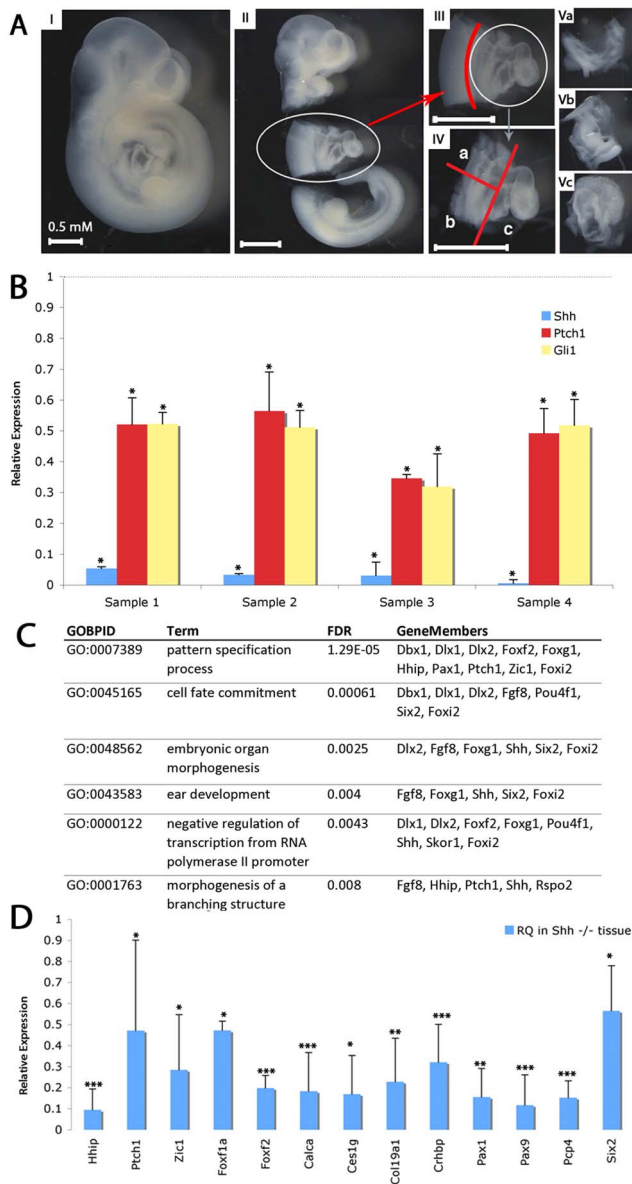 A
I
II
III
IV
Va
Vb
Vc
a
b
c
0.5 mM
B
1
0.9
0.8
0.7
0.6
0.5
0.4
0.3
0.2
0.1
0
Relative Expression
Shh
Ptch1
Gli1
* * *
* * *
* * *
* * *
Sample 1 Sample 2 Sample 3 Sample 4
C
GOBPID Term FDR GeneMembers
GO:0007389 pattern specification 1.29E-05 Dbx1, Dlx1, Dlx2, Foxf2, Foxg1,
process Hhip, Pax1, Ptch1, Zic1, Foxi2
GO:0045165 cell fate commitment 0.00061 Dbx1, Dlx1, Dlx2, Fgf8, Pou4f1,
Six2, Foxi2
GO:0048562 embryonic organ 0.0025 Dlx2, Fgf8, Foxg1, Shh, Six2, Foxi2
morphogenesis
GO:0043583 ear development 0.004 Fgf8, Foxg1, Shh, Six2, Foxi2
GO:0000122 negative regulation of 0.0043 Dlx1, Dlx2, Foxf2, Foxg1, Pou4f1,
transcription from RNA Shh, Skor1, Foxi2
polymerase II promoter
GO:0001763 morphogenesis of a 0.008 Fgf8, Hhip, Ptch1, Shh, Rspo2
branching structure
D
1
0.9
0.8
0.7
0.6
0.5
0.4
0.3
0.2
0.1
0
Relative Expression
RQ in Shh -/- tissue
*** * * * *** *** * ** *** ** *** *** *
Hhip Ptch1 Zic1 Foxf1a Foxf2 Calca Ces1g Col19a1 Crhbp Pax1 Pax9 Pcp4 Six2